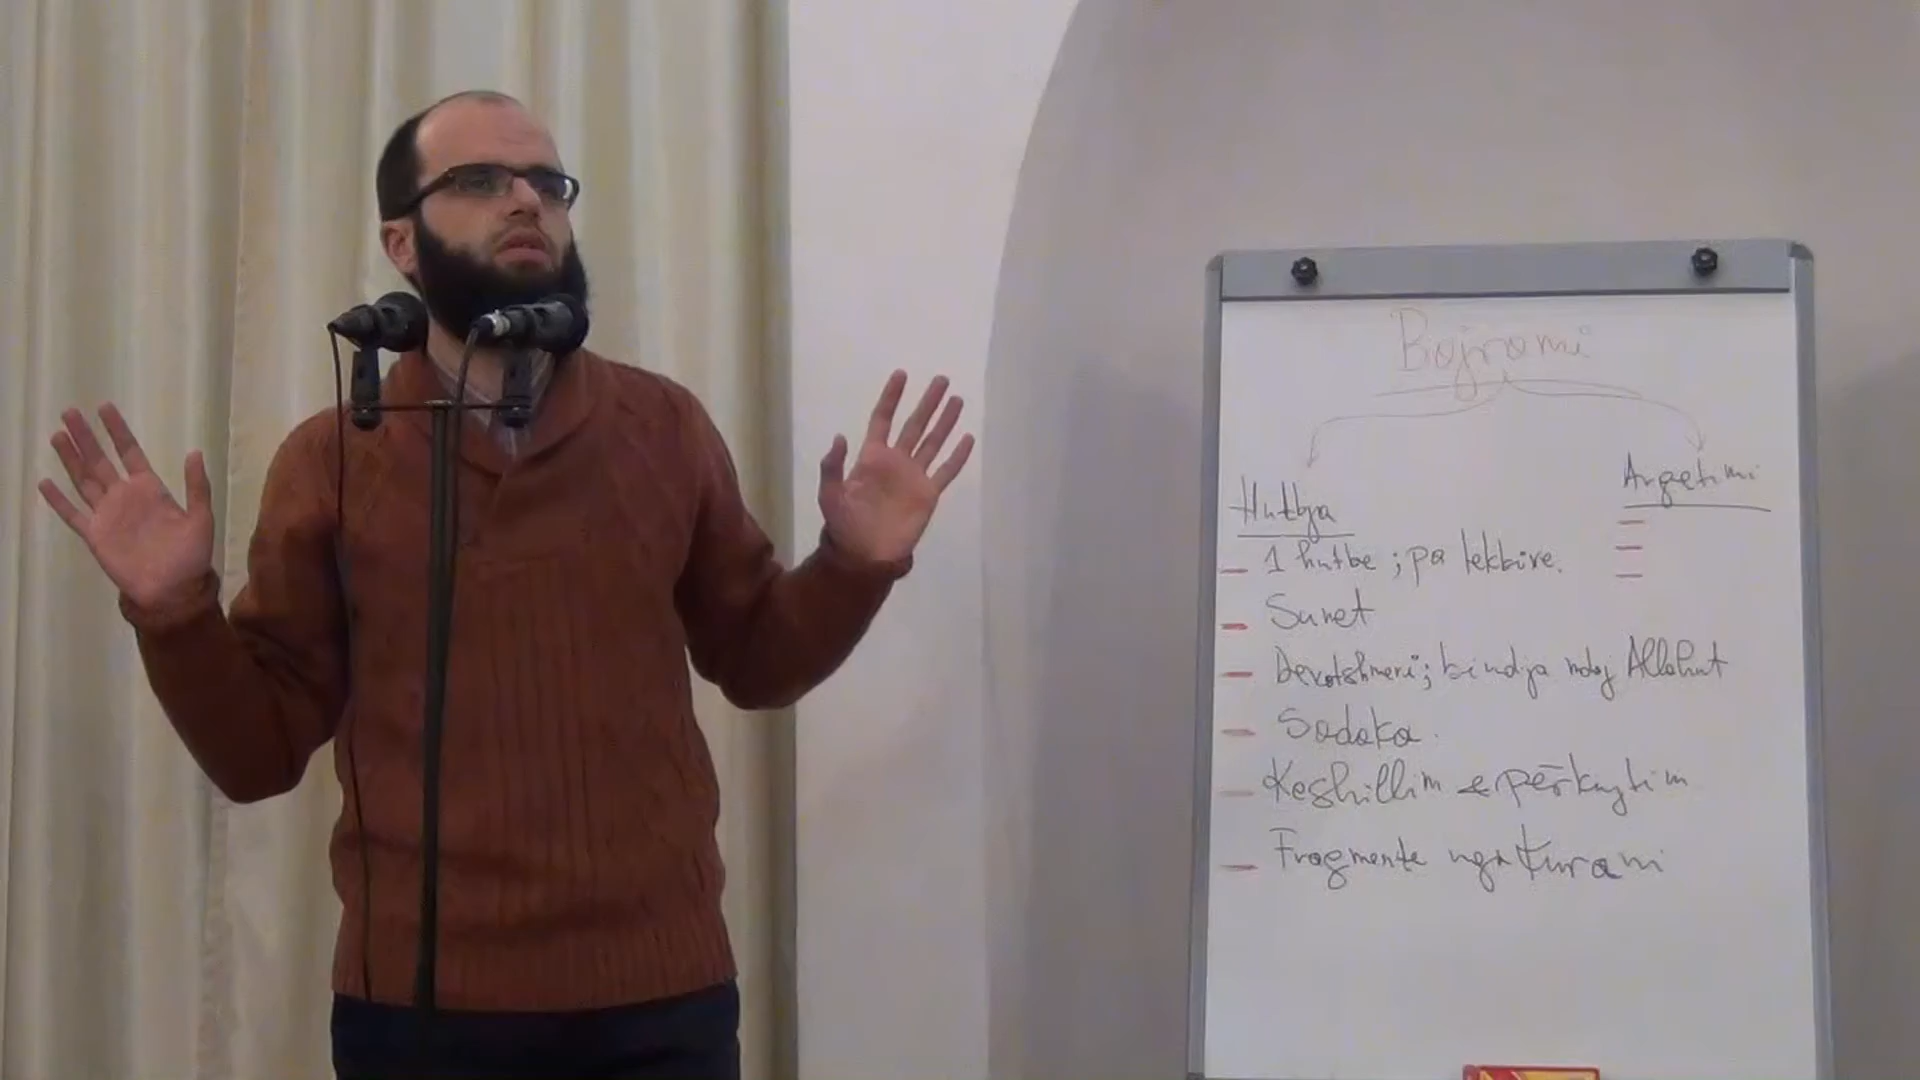 Bajrami
Hutbja
1 hutbe ; pa tekbire.
Sunet
Devotshmeri; bindja ndaj Allahut
Sadaka.
Keshillim & përkujtim
Fragmente nga Kurani
Argetimi